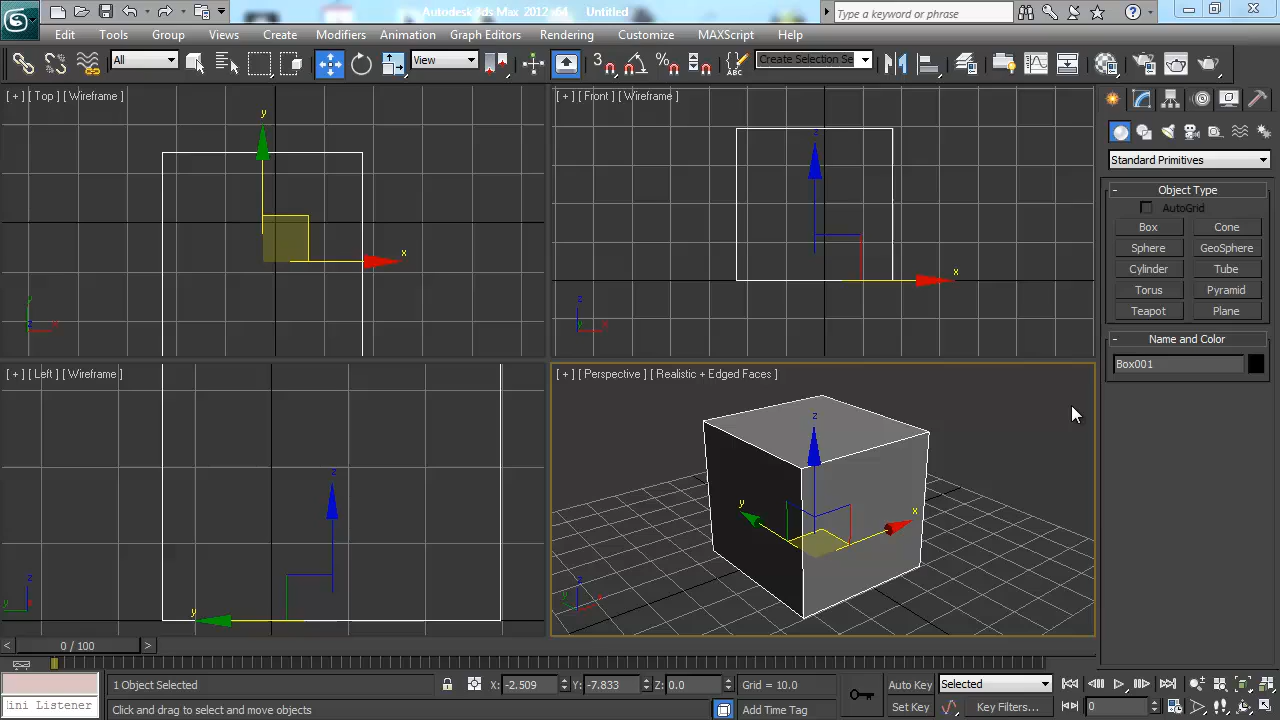 Autodesk 3ds Max 2012 x64 Untitled
Type a keyword or phrase
Edit Tools Group Views Create Modifiers Animation Graph Editors Rendering Customize MAXScript Help
All View 3 Create Selection Se
[ + ] [ Top ] [ Wireframe ]
[ + ] [ Front ] [ Wireframe ]
y
x
z
x
Standard Primitives
- Object Type
AutoGrid
Box Cone
Sphere GeoSphere
Cylinder Tube
Torus Pyramid
Teapot Plane
- Name and Color
Box001
[ + ] [ Left ] [ Wireframe ]
[ + ] [ Perspective ] [ Realistic + Edged Faces ]
z
y
z
y
x
< 0 / 100 >
1 Object Selected X: -2.509 Y: -7.833 Z: 0.0 Grid = 10.0 Auto Key Selected
ini Listener Click and drag to select and move objects Add Time Tag Set Key Key Filters... 0